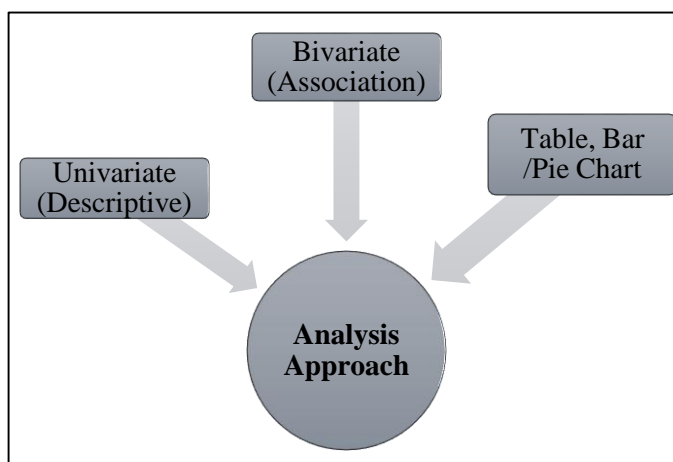 Bivariate
(Association)
Table, Bar
/Pie Chart
Univariate
(Descriptive)
Analysis
Approach